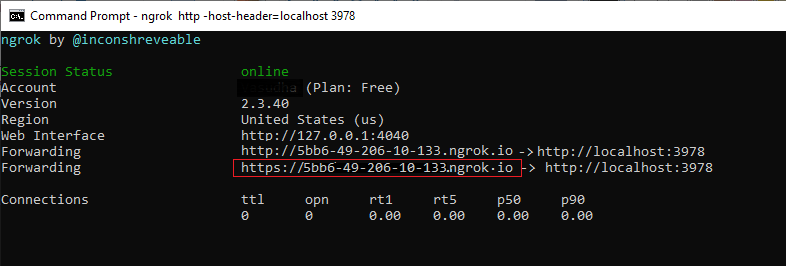 Command Prompt - ngrok http -host-header=localhost 3978
ngrok by @inconshreveable
Session Status online
Account (Plan: Free)
Version 2.3.40
Region United States (us)
Web Interface http://127.0.0.1:4040
Forwarding http://5bb6-49-206-10-133.ngrok.io -> http://localhost:3978
Forwarding https://5bb6-49-206-10-133.ngrok.io -> http://localhost:3978
Connections ttl opn rt1 rt5 p50 p90
0 0 0.00 0.00 0.00 0.00